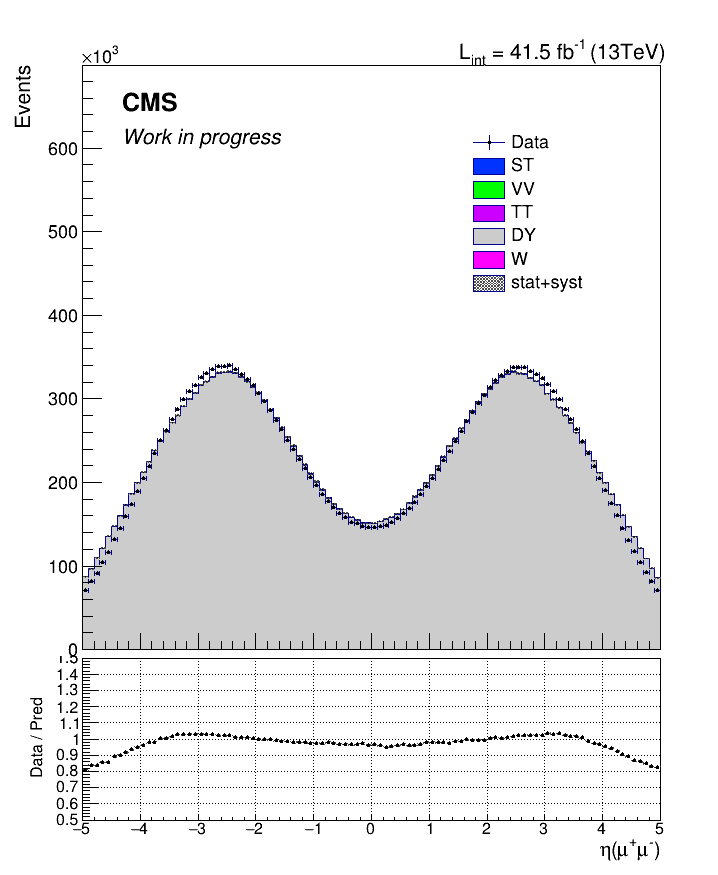 ×10³
L_int = 41.5 fb⁻¹ (13TeV)
Events
CMS
Work in progress
Data
ST
VV
TT
DY
W
stat+syst
600
500
400
300
200
100
0
Data / Pred
1.5
1.4
1.3
1.2
1.1
1
0.9
0.8
0.7
0.6
0.5
−5 −4 −3 −2 −1 0 1 2 3 4 5
η(μ⁺μ⁻)